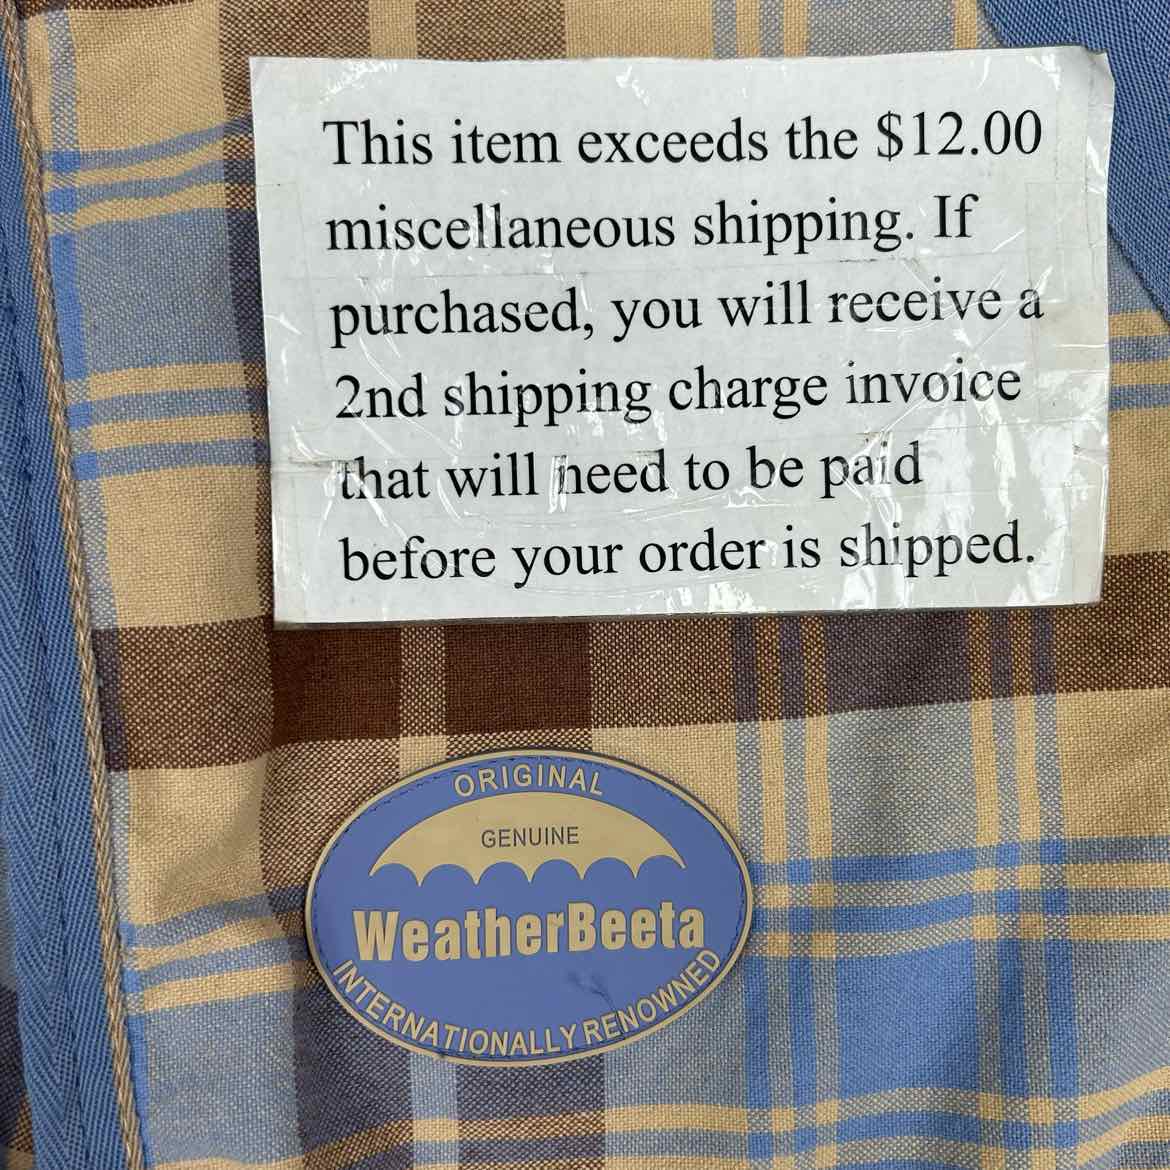 This item exceeds the $12.00
miscellaneous shipping. If
purchased, you will receive a
2nd shipping charge invoice
that will need to be paid
before your order is shipped.
ORIGINAL
GENUINE
WeatherBeeta
INTERNATIONALLY RENOWNED